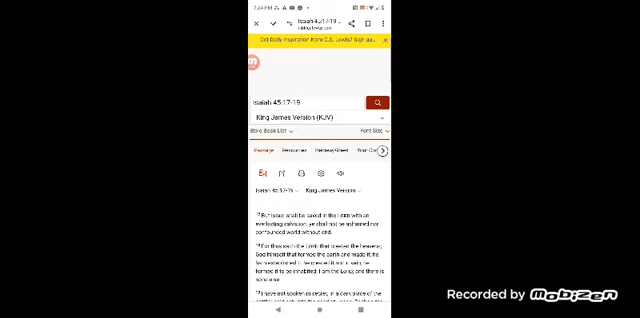 7:24 PM
Isaiah 45:17-19
Get Daily Inspiration from C.S. Lewis? Sign up...
Isaiah 45:17-19
King James Version (KJV)
Bible Book List
Font Size
Passage Resources Hebrew/Greek Your Con
Isaiah 45:17-19 King James Version
17 But Israel shall be saved in the LORD with an
everlasting salvation: ye shall not be ashamed nor
confounded world without end.
18 For thus saith the LORD that created the heavens;
God himself that formed the earth and made it; he
hath established it, he created it not in vain, he
formed it to be inhabited: I am the LORD; and there is
none else.
19 I have not spoken in secret, in a dark place of the
Recorded by mobizen